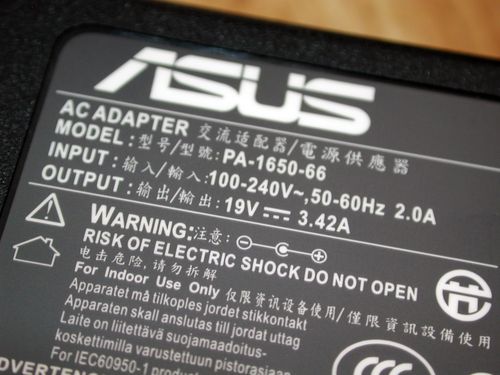 ASUS
AC ADAPTER 交流适配器/電源供應器
MODEL:型号/型號: PA-1650-66
INPUT:输入/輸入:100-240V~,50-60Hz 2.0A
OUTPUT:输出/輸出: 19V⎓ 3.42A
WARNING:注意:
RISK OF ELECTRIC SHOCK DO NOT OPEN
电击危险,请勿拆解
For Indoor Use Only 仅限资讯设备使用/僅限資訊設備使用
Apparatet må tilkoples jordet stikkontakt
Apparaten skall anslutas till jordat uttag
Laite on liitettävä suojamaadoitus-
koskettimilla varustettuun pistorasiaan
For IEC60950-1
ADVERTENCIAS
CCC